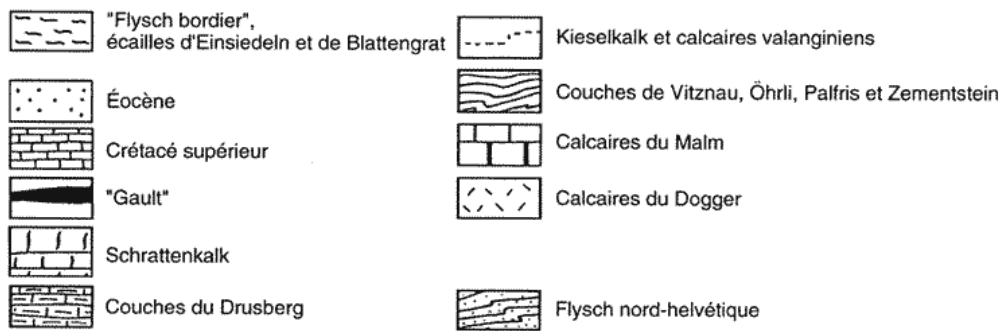 "Flysch bordier",
écailles d'Einsiedeln et de Blattengrat
Éocène
Crétacé supérieur
"Gault"
Schrattenkalk
Couches du Drusberg
Kieselkalk et calcaires valanginiens
Couches de Vitznau, Öhrli, Palfris et Zementstein
Calcaires du Malm
Calcaires du Dogger
Flysch nord-helvétique